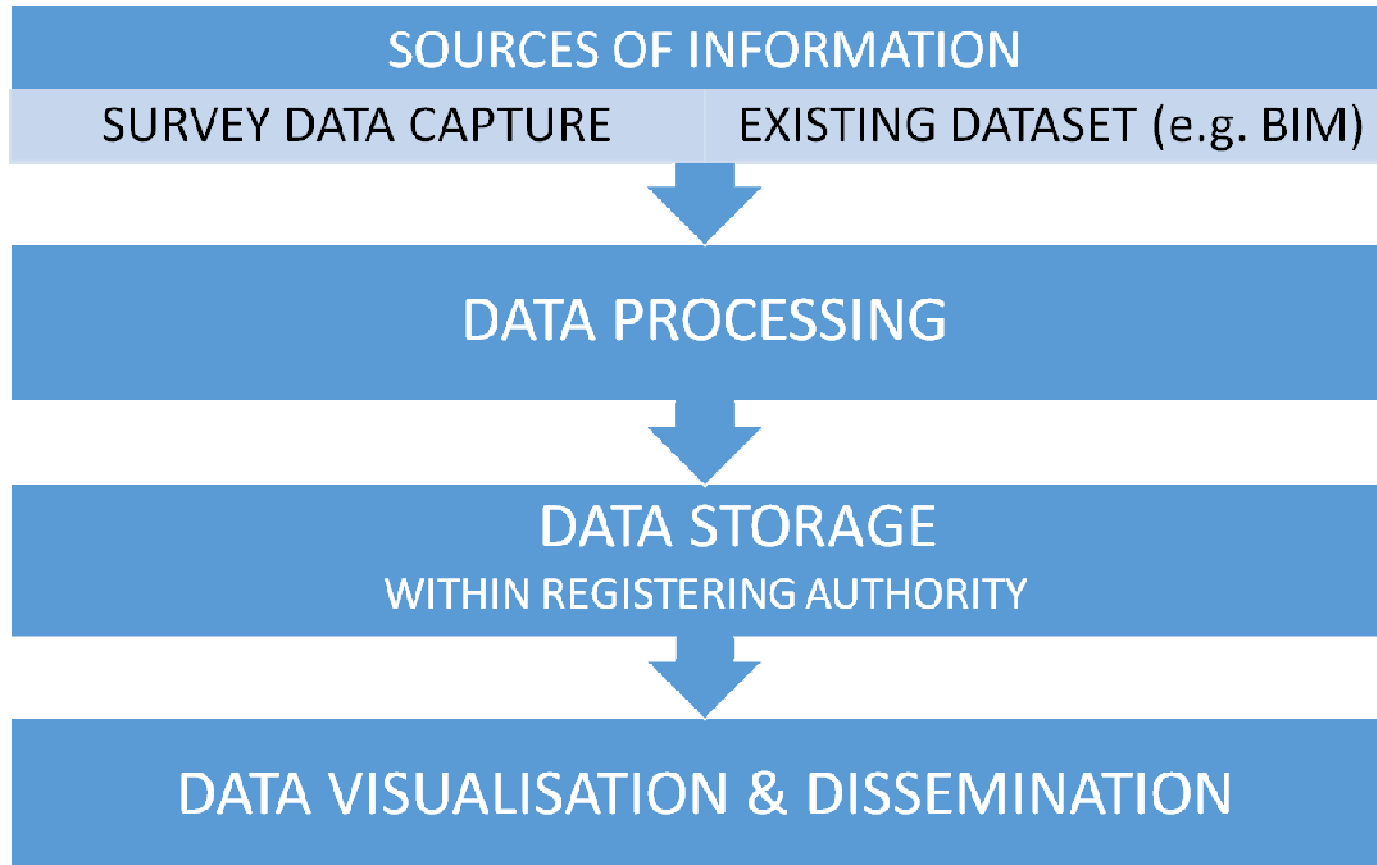 SOURCES OF INFORMATION
SURVEY DATA CAPTURE
EXISTING DATASET (e.g. BIM)
DATA PROCESSING
DATA STORAGE
WITHIN REGISTERING AUTHORITY
DATA VISUALISATION & DISSEMINATION